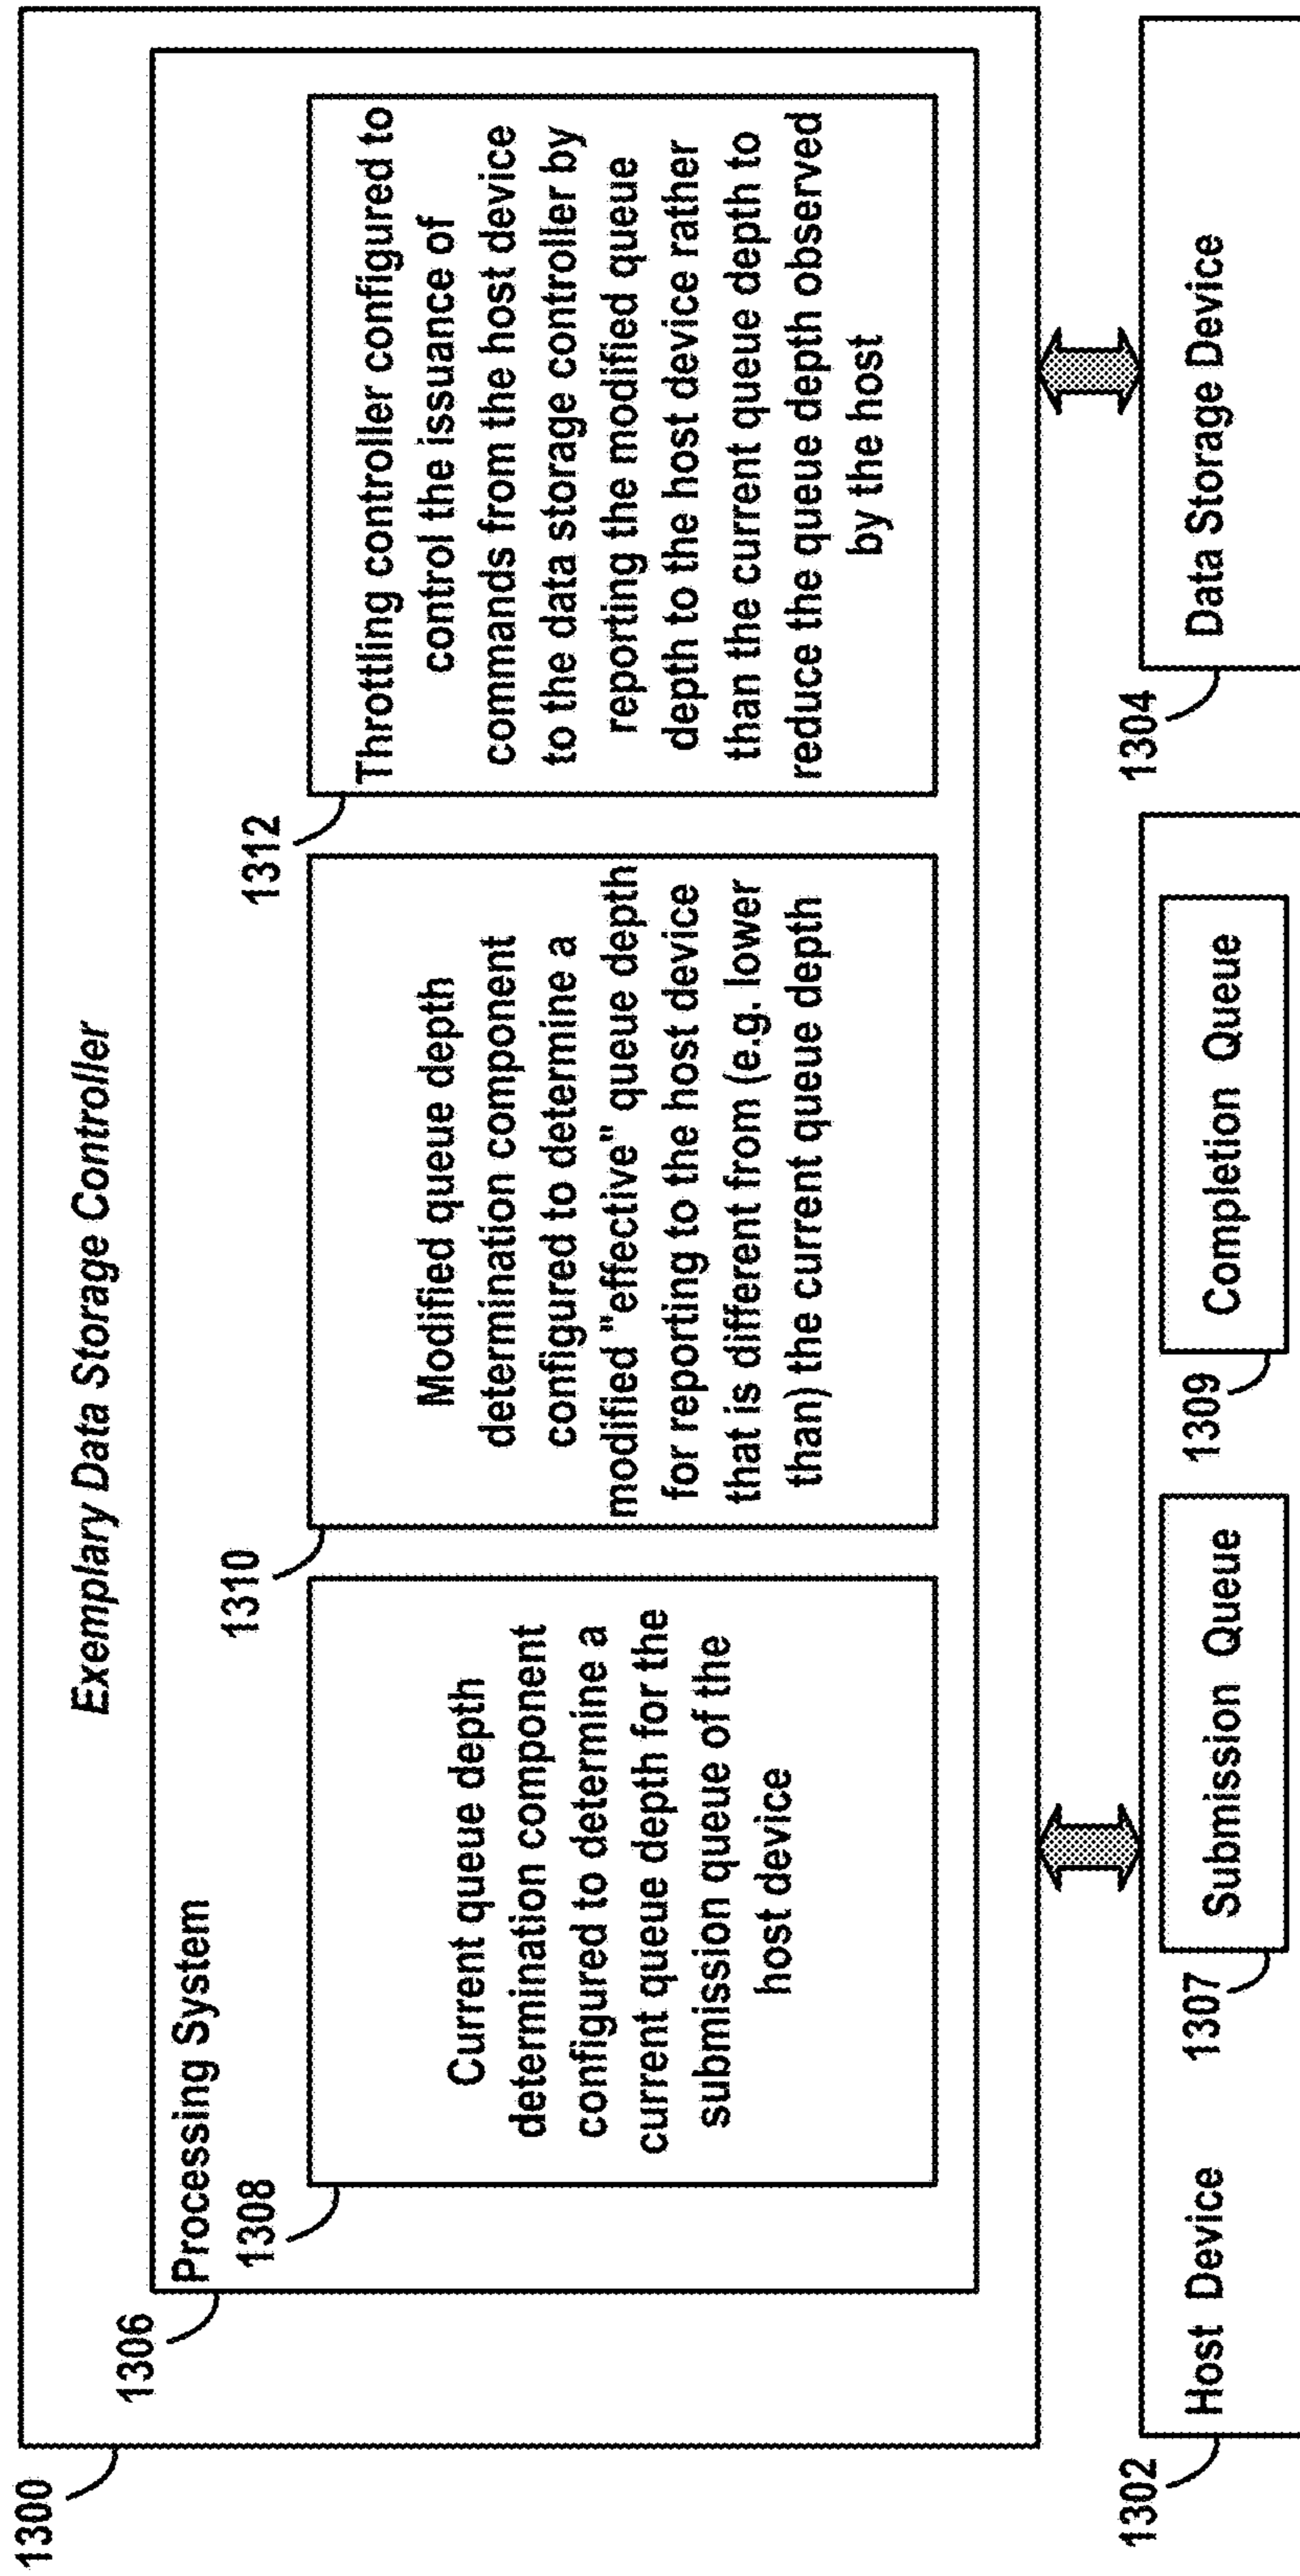 Exemplary Data Storage Controller
1300
1306
Processing System
1308
Current queue depth
determination component
configured to determine a
current queue depth for the
submission queue of the
host device
1310
Modified queue depth
determination component
configured to determine a
modified "effective" queue depth
for reporting to the host device
that is different from (e.g. lower
than) the current queue depth
1312
Throttling controller configured to
control the issuance of
commands from the host device
to the data storage controller by
reporting the modified queue
depth to the host device rather
than the current queue depth to
reduce the queue depth observed
by the host
1302
Host Device
1307
Submission Queue
1309
Completion Queue
1304
Data Storage Device